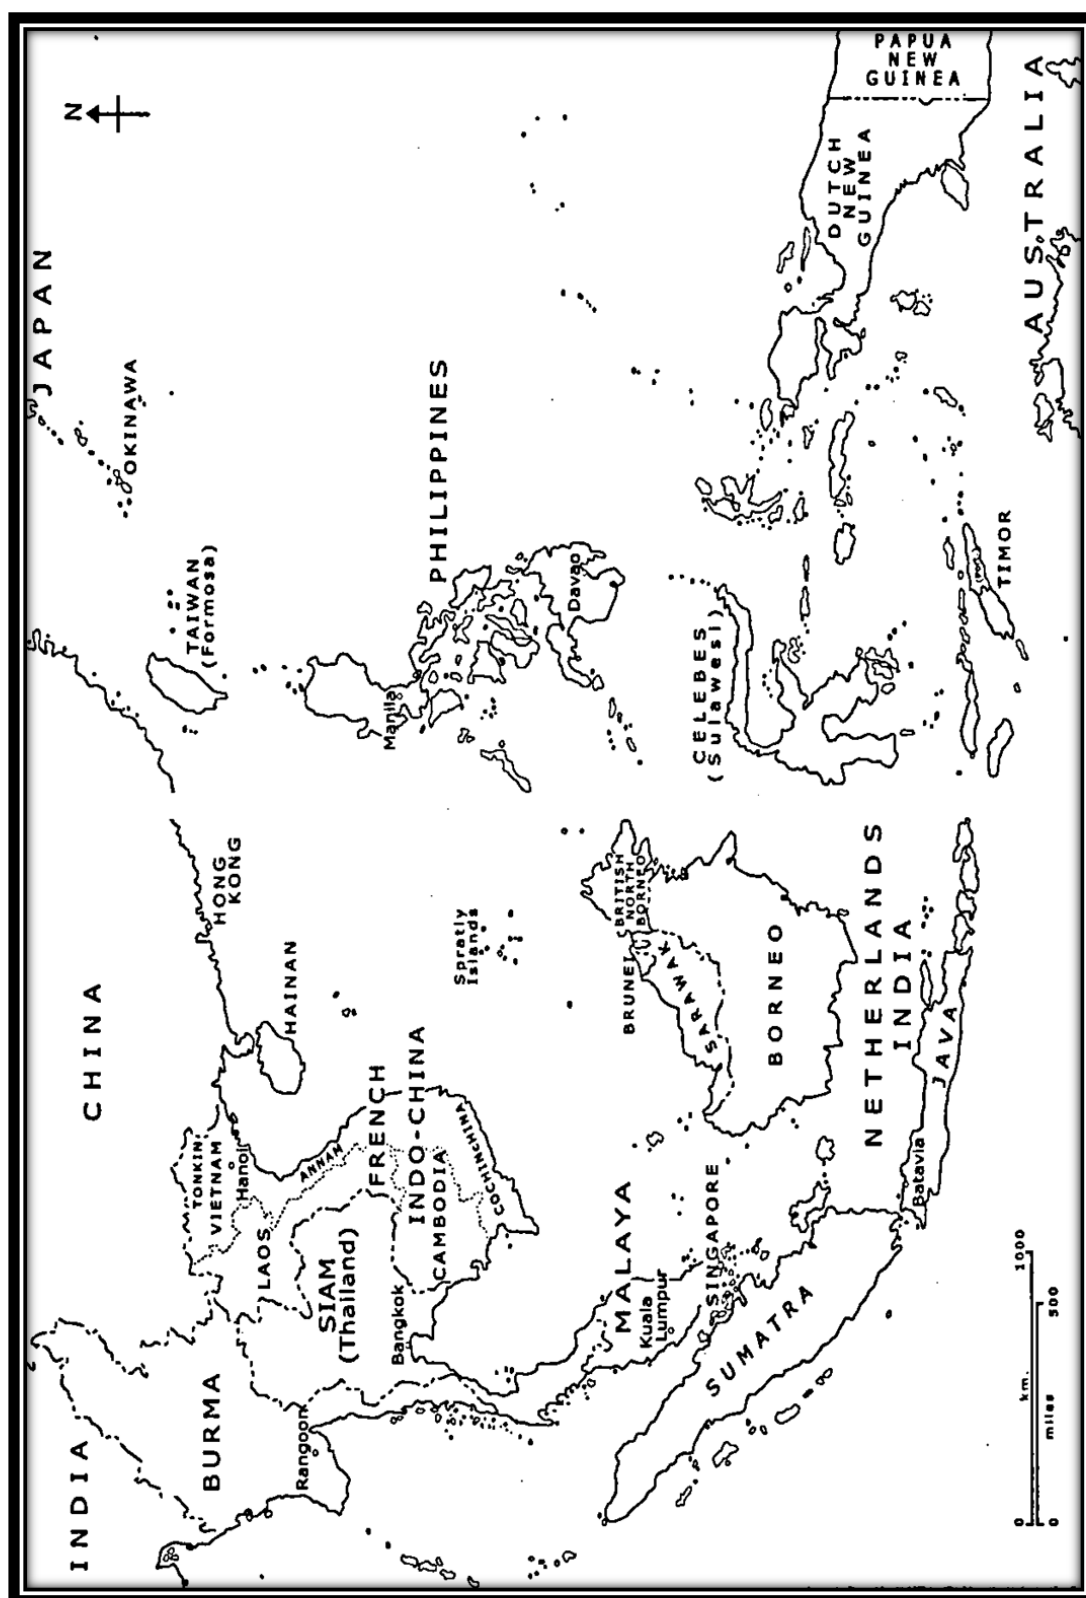 N
JAPAN
OKINAWA
TAIWAN
(Formosa)
CHINA
HONG
KONG
HAINAN
INDIA
BURMA
Rangoon
TONKIN
VIETNAM
Hanoi
LAOS
ANNAM
FRENCH
INDO-CHINA
CAMBODIA
COCHINCHINA
SIAM
(Thailand)
Bangkok
PHILIPPINES
Manila
Davao
Spratly
Islands
MALAYA
Kuala
Lumpur
SINGAPORE
SUMATRA
BRUNEI
BRITISH
NORTH
BORNEO
SARAWAK
BORNEO
CELEBES
(Sulawesi)
NETHERLANDS
INDIA
Batavia
JAVA
TIMOR
(Port.)
DUTCH
NEW
GUINEA
PAPUA
NEW
GUINEA
AUSTRALIA
0 km. 1000
0 miles 500